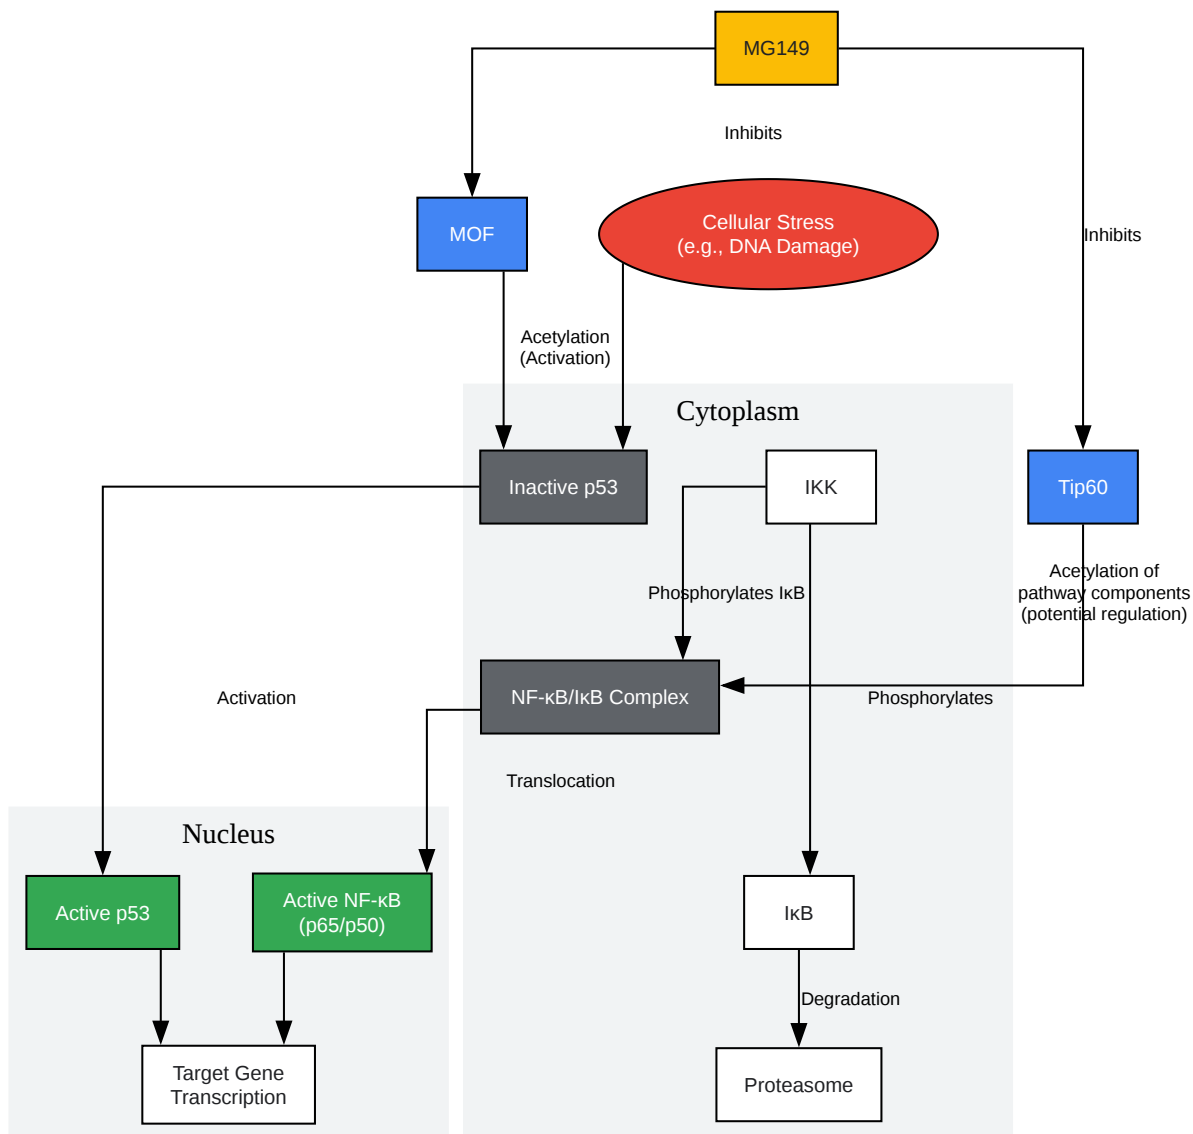 MG149
Inhibits
MOF
Cellular Stress
(e.g., DNA Damage)
Inhibits
Acetylation
(Activation)
Cytoplasm
Inactive p53
IKK
Tip60
Phosphorylates IκB
Acetylation of
pathway components
(potential regulation)
Activation
NF-κB/IκB Complex
Phosphorylates
Translocation
Nucleus
Active p53
Active NF-κB
(p65/p50)
IκB
Degradation
Target Gene
Transcription
Proteasome